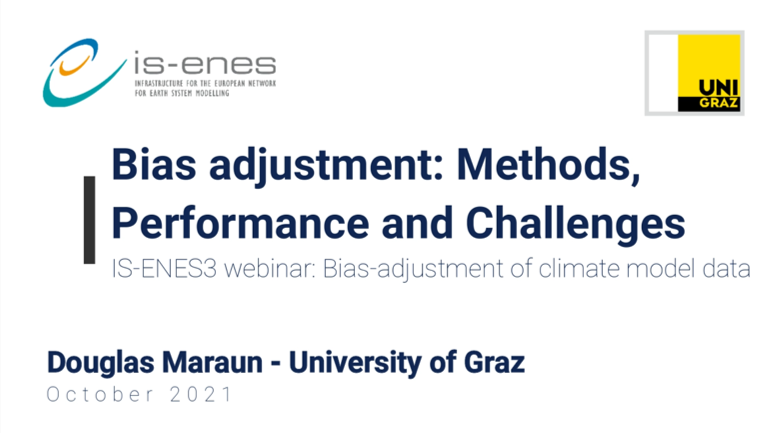 is-enes
INFRASTRUCTURE FOR THE EUROPEAN NETWORK
FOR EARTH SYSTEM MODELLING
UNI
GRAZ
Bias adjustment: Methods,
Performance and Challenges
IS-ENES3 webinar: Bias-adjustment of climate model data
Douglas Maraun - University of Graz
October 2021